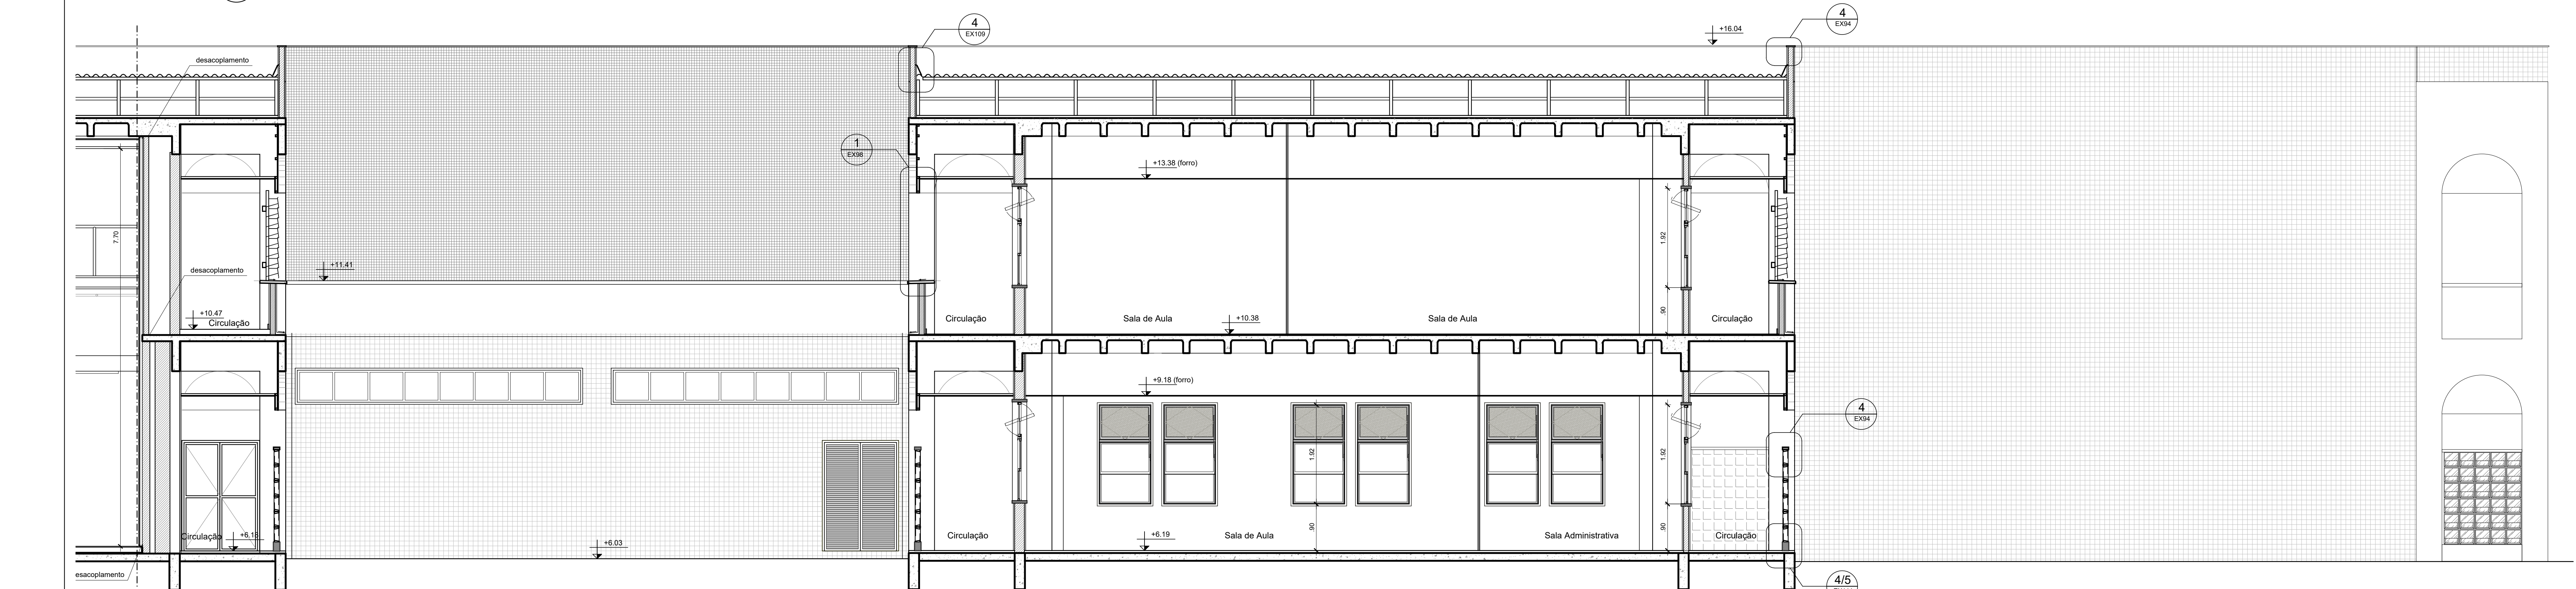 4
EX109
+16.04
4
EX94
desacoplamento
1
EX98
+13.38 (forro)
7.70
1.92
+11.41
desacoplamento
+10.47
Circulação
Circulação
Sala de Aula
+10.38
Sala de Aula
.90
Circulação
+9.18 (forro)
4
EX94
1.92
1.92
Circulação
+6.16
+6.03
Circulação
+6.19
Sala de Aula
.90
Sala Administrativa
.90
Circulação
esacoplamento
4/5